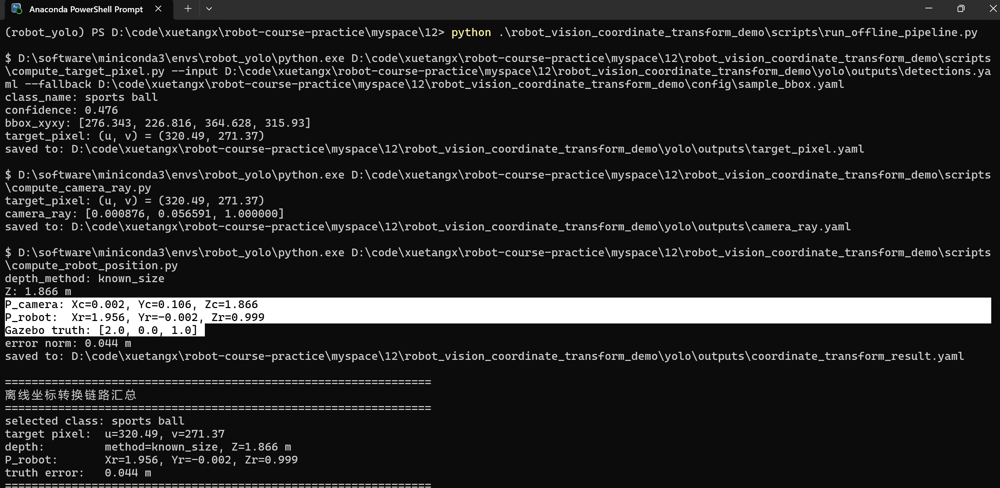 Anaconda PowerShell Prompt
(robot_yolo) PS D:\code\xuetangx\robot-course-practice\myspace\12> python .\robot_vision_coordinate_transform_demo\scripts\run_offline_pipeline.py
$ D:\software\miniconda3\envs\robot_yolo\python.exe D:\code\xuetangx\robot-course-practice\myspace\12\robot_vision_coordinate_transform_demo\scripts
\compute_target_pixel.py --input D:\code\xuetangx\robot-course-practice\myspace\12\robot_vision_coordinate_transform_demo\yolo\outputs\detections.ya
ml --fallback D:\code\xuetangx\robot-course-practice\myspace\12\robot_vision_coordinate_transform_demo\config\sample_bbox.yaml
class_name: sports ball
confidence: 0.476
bbox_xyxy: [276.343, 226.816, 364.628, 315.93]
target_pixel: (u, v) = (320.49, 271.37)
saved to: D:\code\xuetangx\robot-course-practice\myspace\12\robot_vision_coordinate_transform_demo\yolo\outputs\target_pixel.yaml
$ D:\software\miniconda3\envs\robot_yolo\python.exe D:\code\xuetangx\robot-course-practice\myspace\12\robot_vision_coordinate_transform_demo\scripts
\compute_camera_ray.py
target_pixel: (u, v) = (320.49, 271.37)
camera_ray: [0.000876, 0.056591, 1.000000]
saved to: D:\code\xuetangx\robot-course-practice\myspace\12\robot_vision_coordinate_transform_demo\yolo\outputs\camera_ray.yaml
$ D:\software\miniconda3\envs\robot_yolo\python.exe D:\code\xuetangx\robot-course-practice\myspace\12\robot_vision_coordinate_transform_demo\scripts
\compute_robot_position.py
depth_method: known_size
Z: 1.866 m
P_camera: Xc=0.002, Yc=0.106, Zc=1.866
P_robot:  Xr=1.956, Yr=-0.002, Zr=0.999
Gazebo truth: [2.0, 0.0, 1.0]
error norm: 0.044 m
saved to: D:\code\xuetangx\robot-course-practice\myspace\12\robot_vision_coordinate_transform_demo\yolo\outputs\coordinate_transform_result.yaml
================================================================
离线坐标转换链路汇总
================================================================
selected class: sports ball
target pixel:  u=320.49, v=271.37
depth:         method=known_size, Z=1.866 m
P_robot:       Xr=1.956, Yr=-0.002, Zr=0.999
truth error:   0.044 m
================================================================